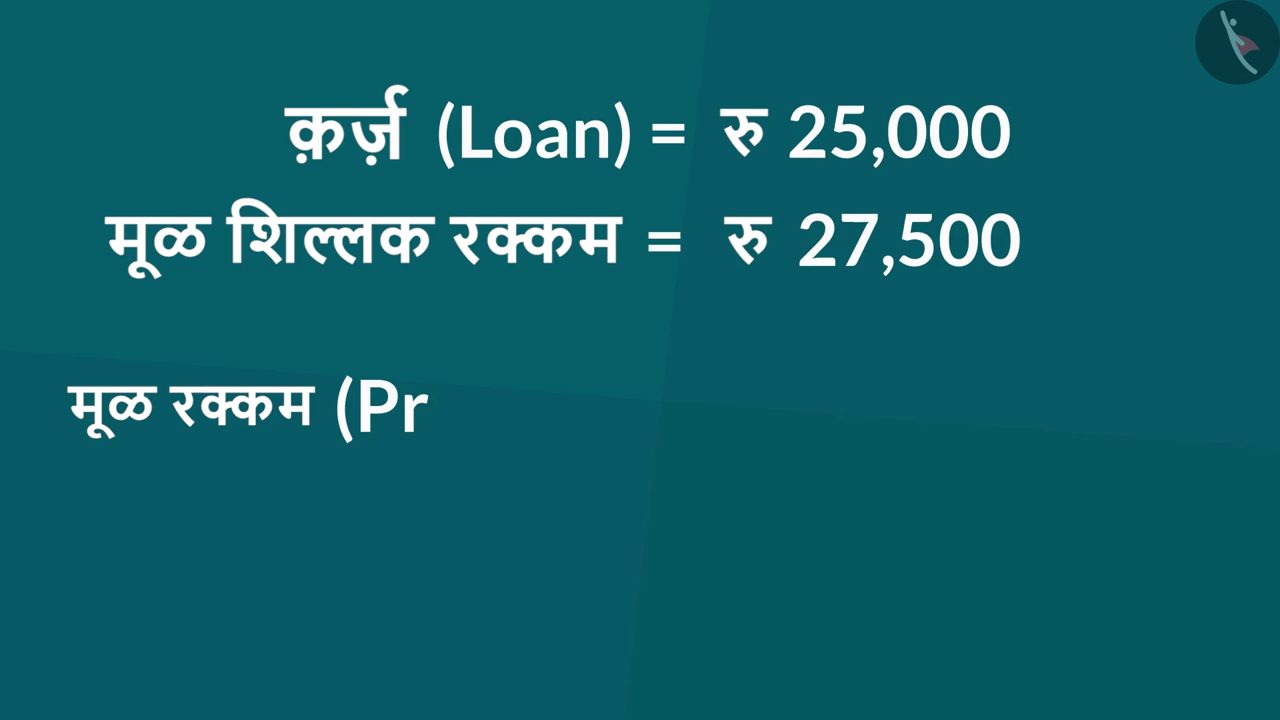 क़र्ज़ (Loan) = रु 25,000
मूळ शिल्लक रक्कम = रु 27,500
मूळ रक्कम (Pr